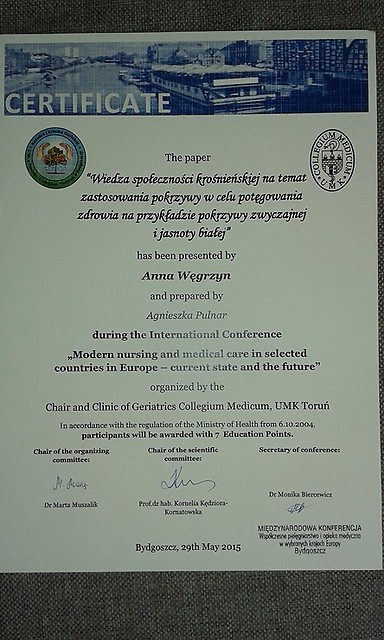 CERTIFICATE
COLLEGIUM MEDICUM
UMK
The paper
"Wiedza społeczności krośnieńskiej na temat
zastosowania pokrzywy w celu potęgowania
zdrowia na przykładzie pokrzywy zwyczajnej
i jasnoty białej"
has been presented by
Anna Węgrzyn
and prepared by
Agnieszka Pulnar
during the International Conference
„Modern nursing and medical care in selected
countries in Europe – current state and the future"
organized by the
Chair and Clinic of Geriatrics Collegium Medicum, UMK Toruń
In accordance with the regulation of the Ministry of Health from 6.10.2004,
participants will be awarded with 7 Education Points.
Chair of the organizing
committee:
Dr Marta Muszalik
Chair of the scientific
committee:
Prof.dr hab. Kornelia Kędziora-
Kornatowska
Secretary of conference:
Dr Monika Biercewicz
MIĘDZYNARODOWA KONFERENCJA
Współczesne pielęgniarstwo i opieka medyczna
w wybranych krajach Europy
Bydgoszcz
Bydgoszcz, 29th May 2015